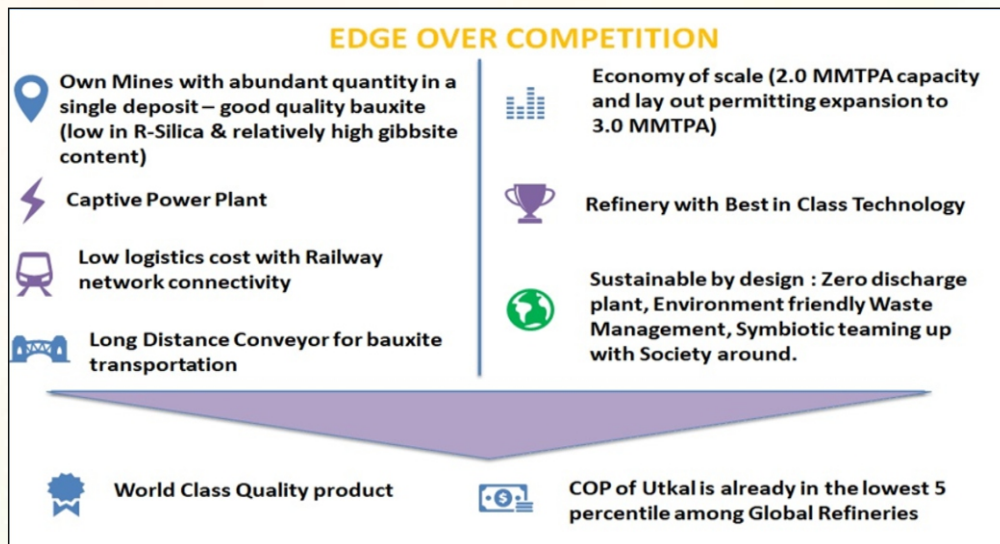 EDGE OVER COMPETITION
Own Mines with abundant quantity in a
single deposit – good quality bauxite
(low in R-Silica & relatively high gibbsite
content)
Captive Power Plant
Low logistics cost with Railway
network connectivity
Long Distance Conveyor for bauxite
transportation
Economy of scale (2.0 MMTPA capacity
and lay out permitting expansion to
3.0 MMTPA)
Refinery with Best in Class Technology
Sustainable by design : Zero discharge
plant, Environment friendly Waste
Management, Symbiotic teaming up
with Society around.
World Class Quality product
COP of Utkal is already in the lowest 5
percentile among Global Refineries